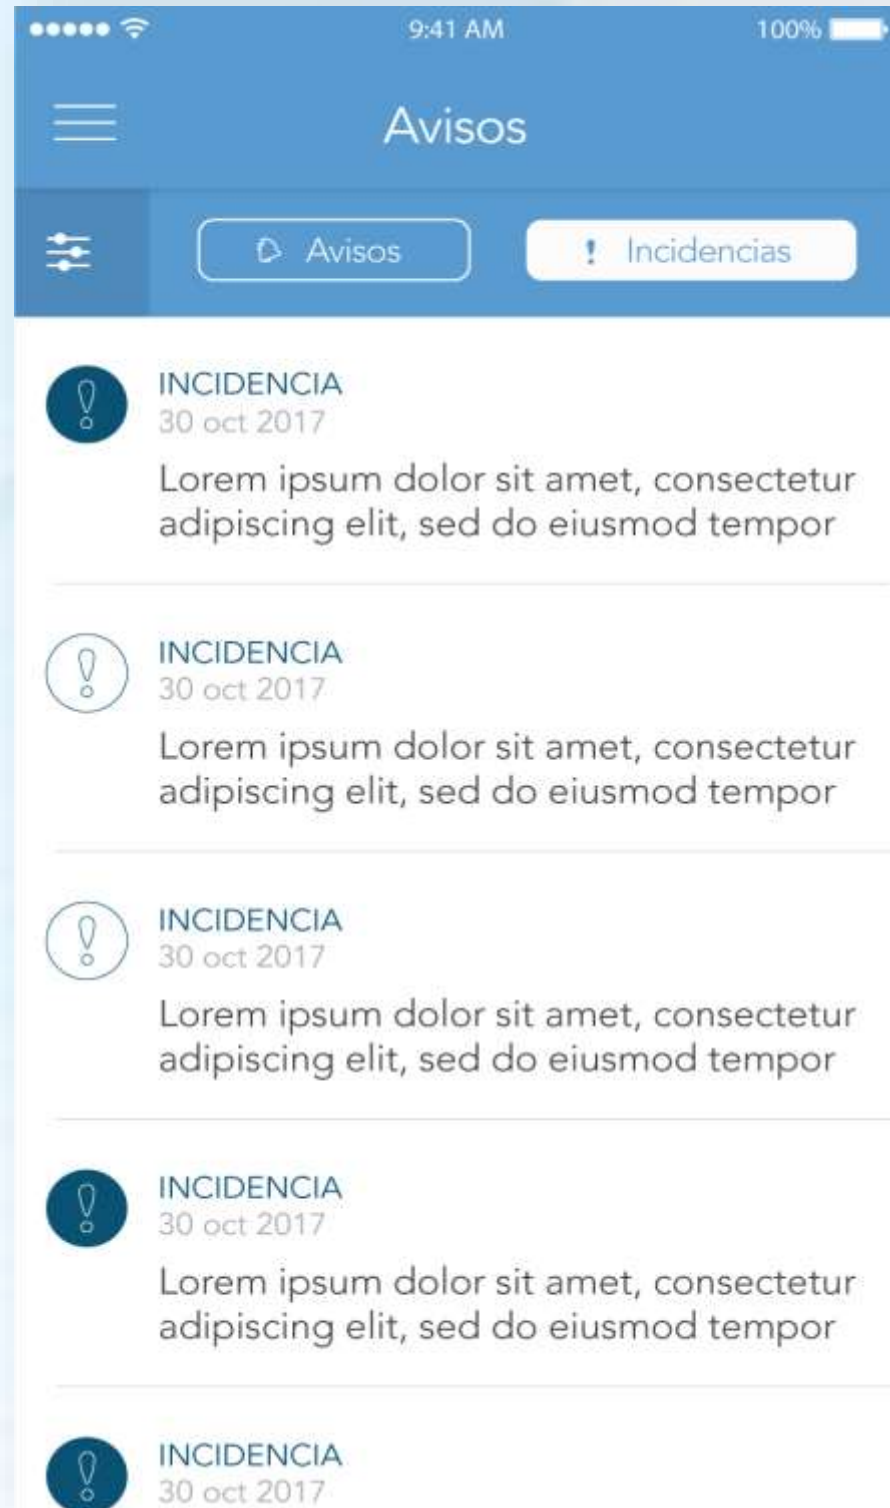 9:41 AM 100%
Avisos
Avisos Incidencias
INCIDENCIA
30 oct 2017
Lorem ipsum dolor sit amet, consectetur
adipiscing elit, sed do eiusmod tempor
INCIDENCIA
30 oct 2017
Lorem ipsum dolor sit amet, consectetur
adipiscing elit, sed do eiusmod tempor
INCIDENCIA
30 oct 2017
Lorem ipsum dolor sit amet, consectetur
adipiscing elit, sed do eiusmod tempor
INCIDENCIA
30 oct 2017
Lorem ipsum dolor sit amet, consectetur
adipiscing elit, sed do eiusmod tempor
INCIDENCIA
30 oct 2017